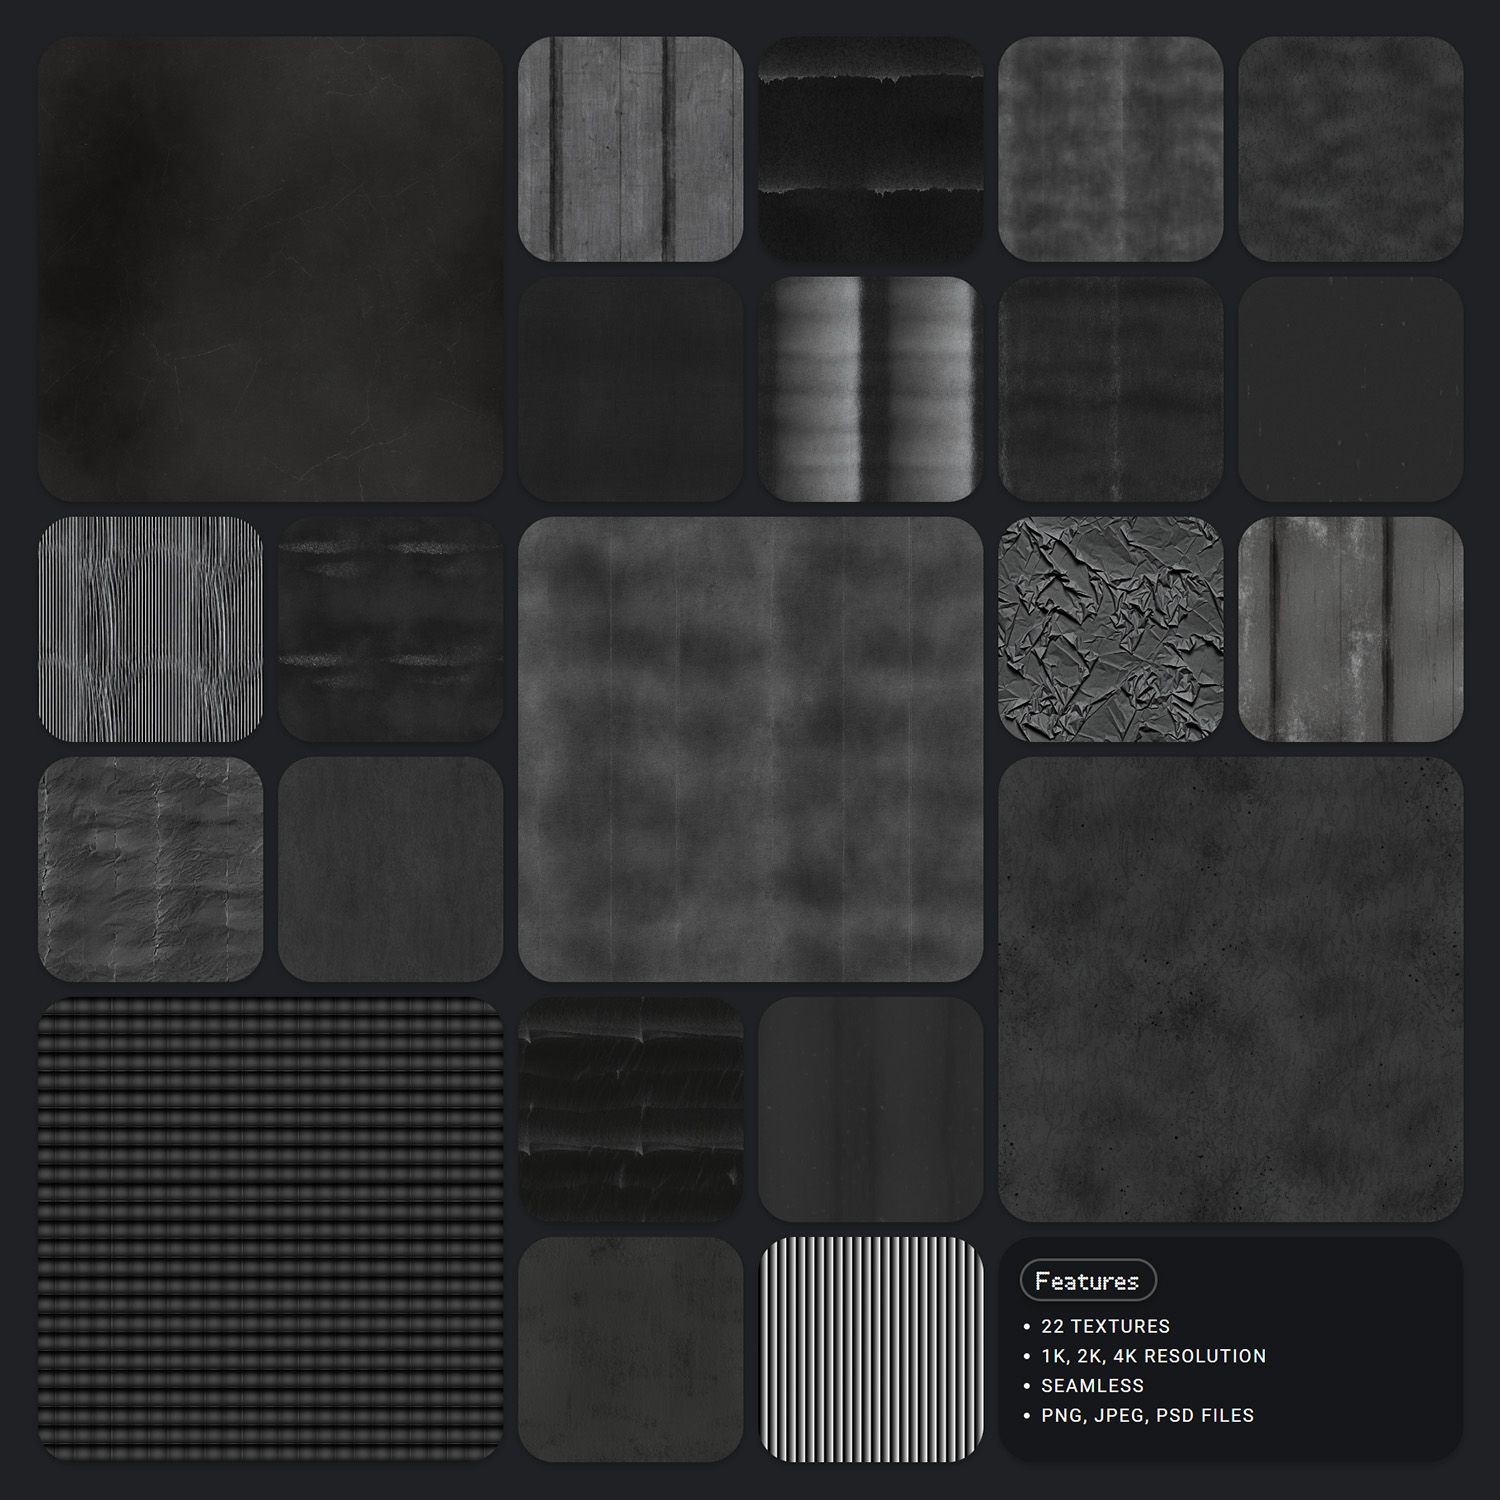 Features
• 22 TEXTURES
• 1K, 2K, 4K RESOLUTION
• SEAMLESS
• PNG, JPEG, PSD FILES